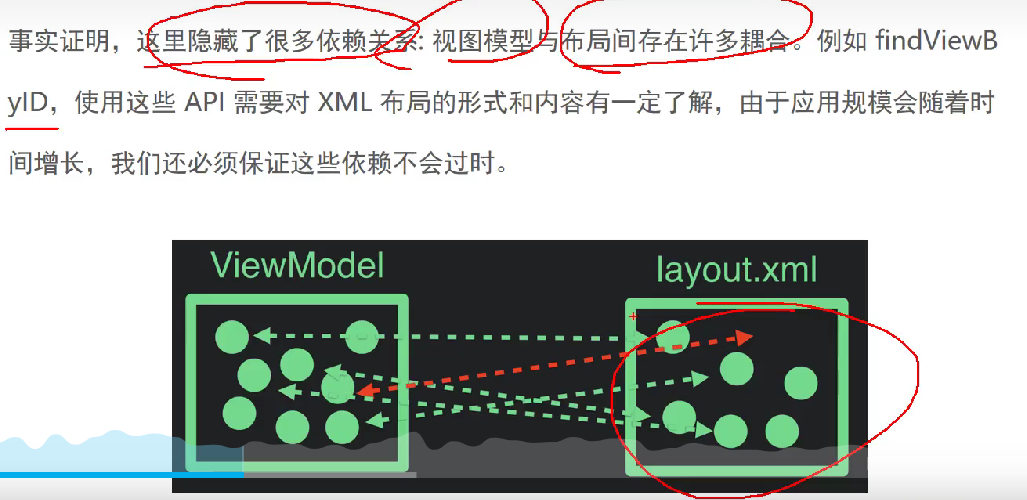 事实证明，这里隐藏了很多依赖关系: 视图模型与布局间存在许多耦合。例如 findViewB
yID，使用这些 API 需要对 XML 布局的形式和内容有一定了解，由于应用规模会随着时
间增长，我们还必须保证这些依赖不会过时。
ViewModel
layout.xml